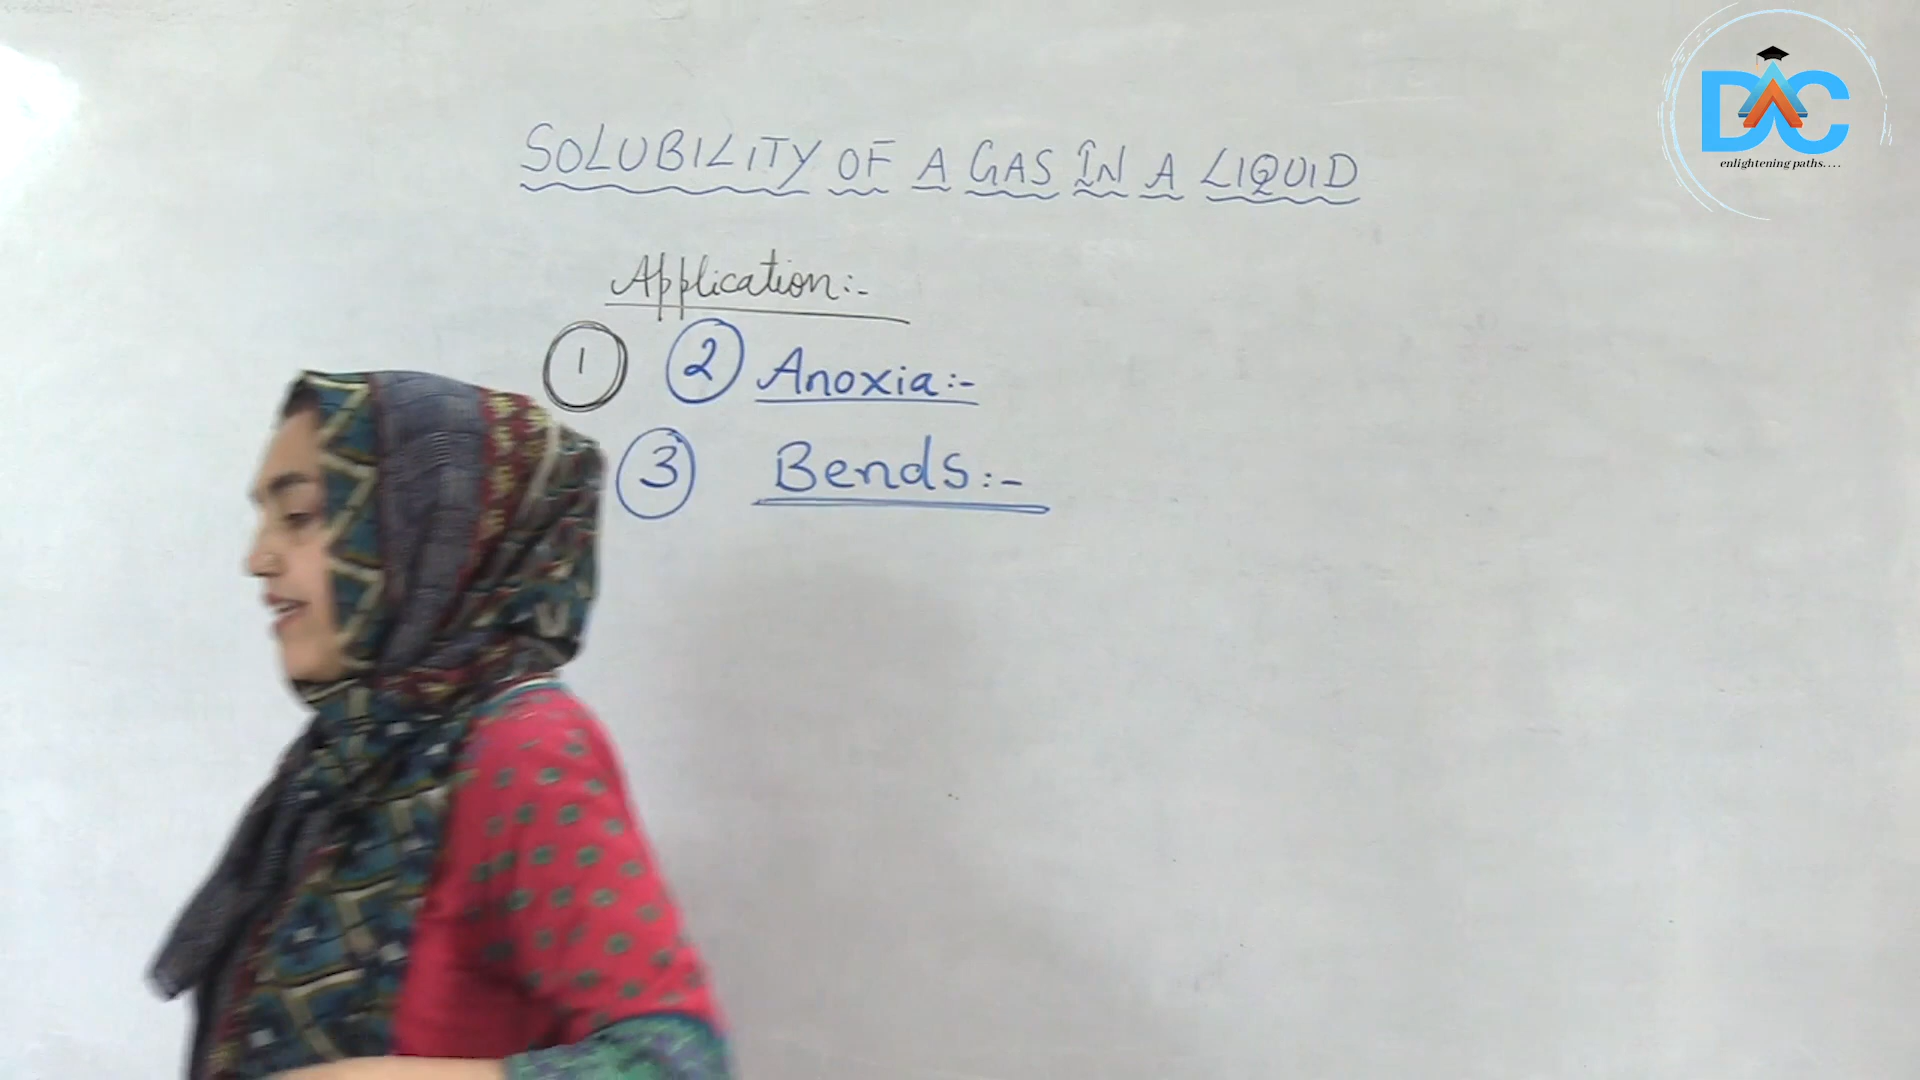 DAC
enlightening paths....
SOLUBILITY OF A GAS IN A LIQUID
Application:-
1 2 Anoxia:-
3 Bends:-